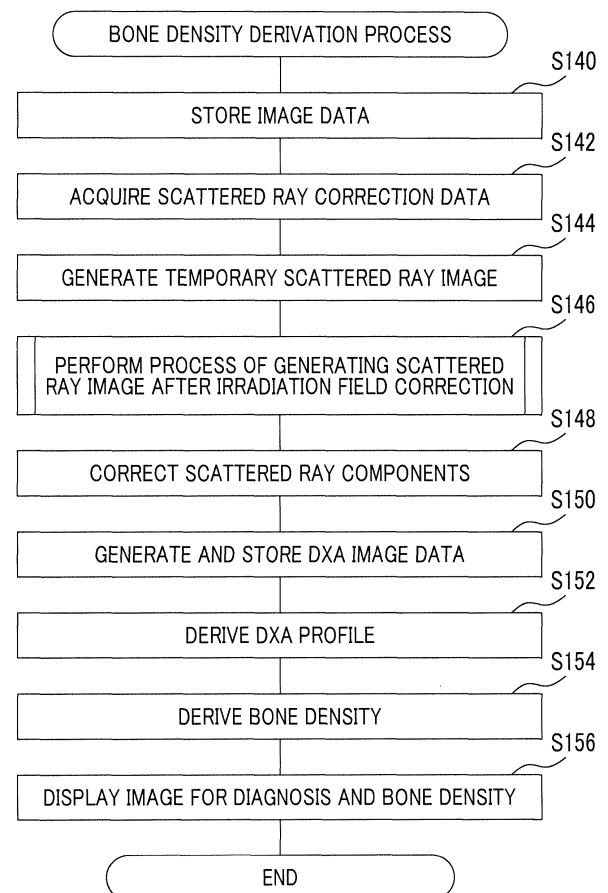 BONE DENSITY DERIVATION PROCESS
S140
STORE IMAGE DATA
S142
ACQUIRE SCATTERED RAY CORRECTION DATA
S144
GENERATE TEMPORARY SCATTERED RAY IMAGE
S146
PERFORM PROCESS OF GENERATING SCATTERED
RAY IMAGE AFTER IRRADIATION FIELD CORRECTION
S148
CORRECT SCATTERED RAY COMPONENTS
S150
GENERATE AND STORE DXA IMAGE DATA
S152
DERIVE DXA PROFILE
S154
DERIVE BONE DENSITY
S156
DISPLAY IMAGE FOR DIAGNOSIS AND BONE DENSITY
END